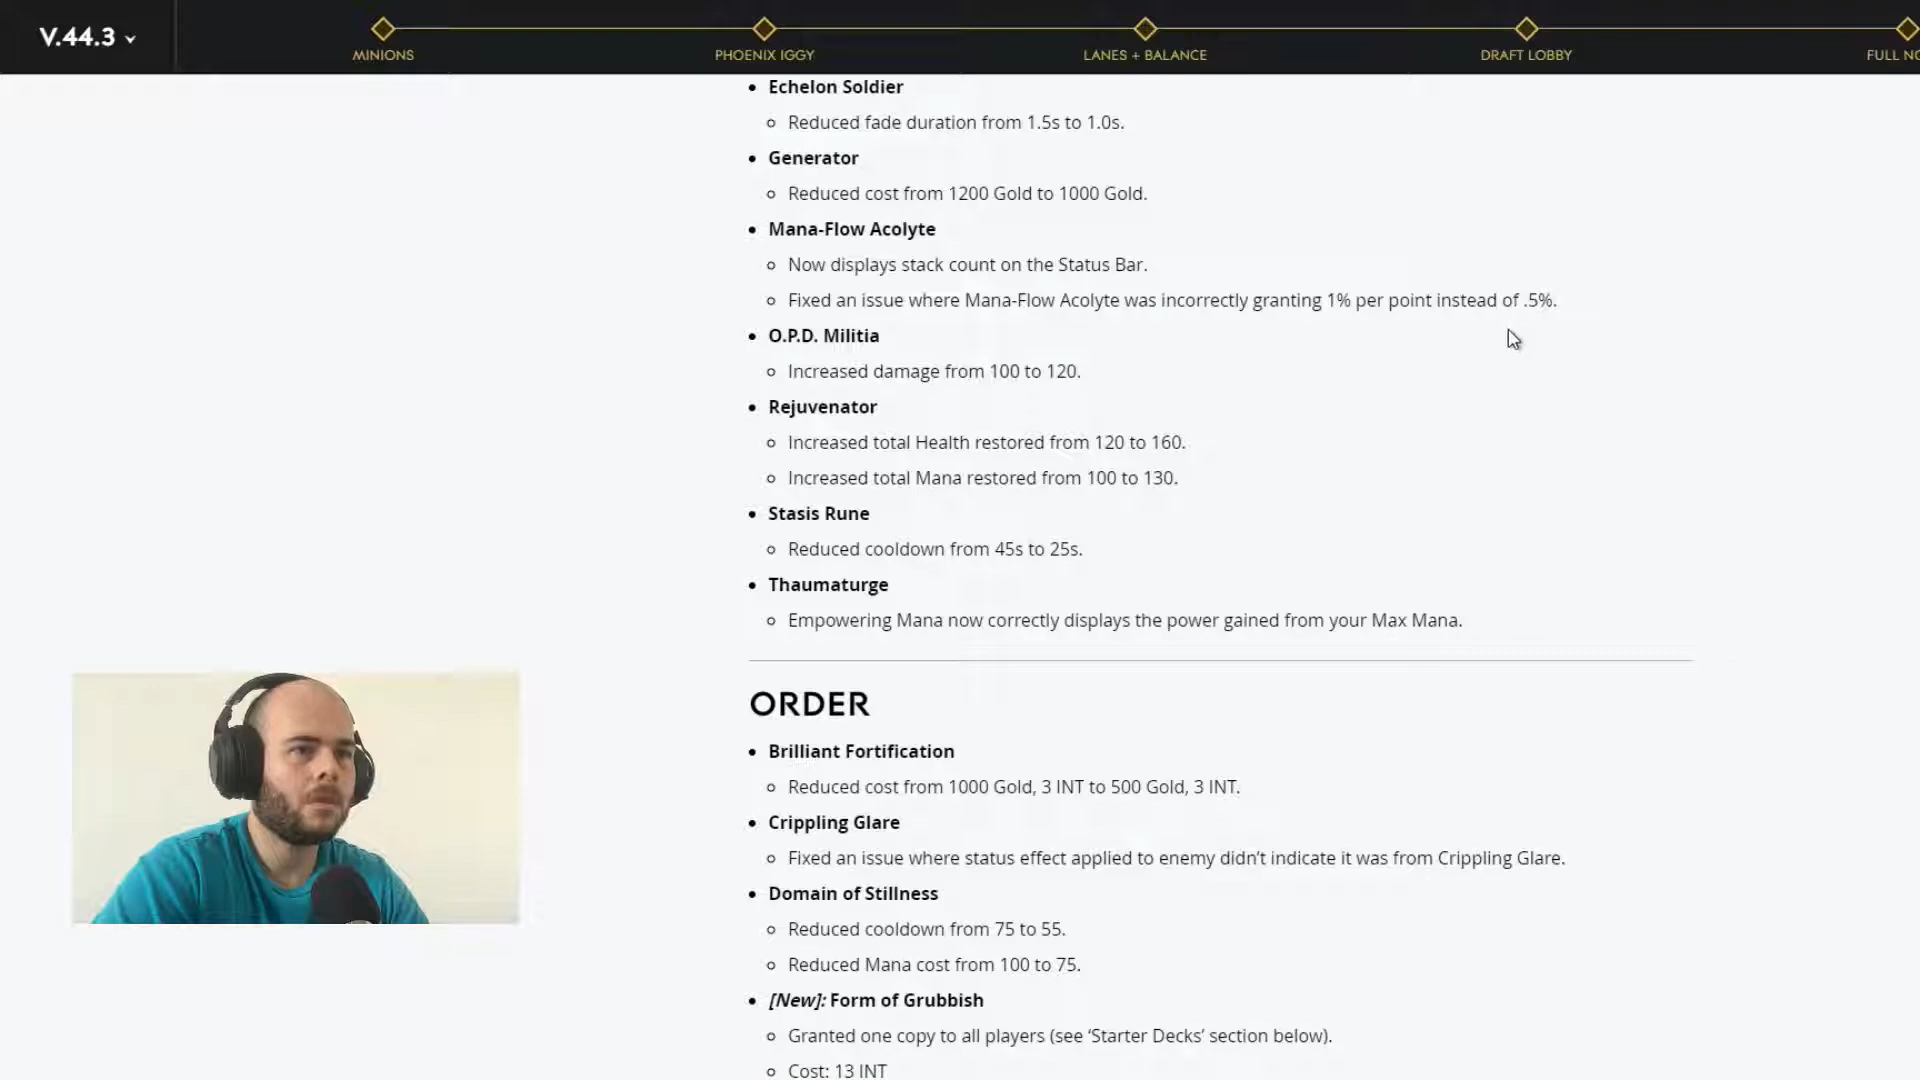 V.44.3
MINIONS
PHOENIX IGGY
LANES + BALANCE
DRAFT LOBBY
FULL NO
Echelon Soldier
Reduced fade duration from 1.5s to 1.0s.
Generator
Reduced cost from 1200 Gold to 1000 Gold.
Mana-Flow Acolyte
Now displays stack count on the Status Bar.
Fixed an issue where Mana-Flow Acolyte was incorrectly granting 1% per point instead of .5%.
O.P.D. Militia
Increased damage from 100 to 120.
Rejuvenator
Increased total Health restored from 120 to 160.
Increased total Mana restored from 100 to 130.
Stasis Rune
Reduced cooldown from 45s to 25s.
Thaumaturge
Empowering Mana now correctly displays the power gained from your Max Mana.
ORDER
Brilliant Fortification
Reduced cost from 1000 Gold, 3 INT to 500 Gold, 3 INT.
Crippling Glare
Fixed an issue where status effect applied to enemy didn’t indicate it was from Crippling Glare.
Domain of Stillness
Reduced cooldown from 75 to 55.
Reduced Mana cost from 100 to 75.
[New]: Form of Grubbish
Granted one copy to all players (see ‘Starter Decks’ section below).
Cost: 13 INT